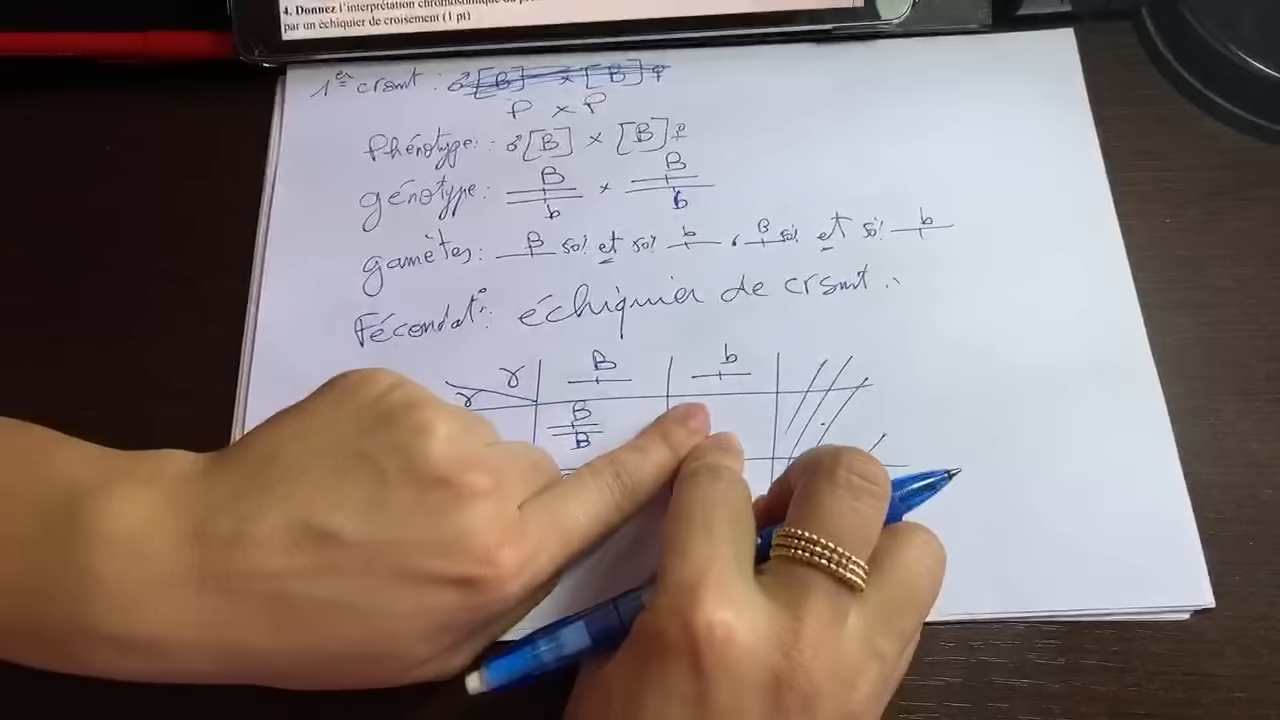 4. Donnez l'interprétation chromosomique du
par un échiquier de croisement (1 pt)
1er crsmt : ♂ [B] x [B] ♀
P x P
Phénotype : ♂ [B] x [B] ♀
génotype : B/b x B/b
gamètes : B 50% et 50% b , B 50% et 50% b
Fécondat° : échiquier de crsmt :
γ B b
γ B/B